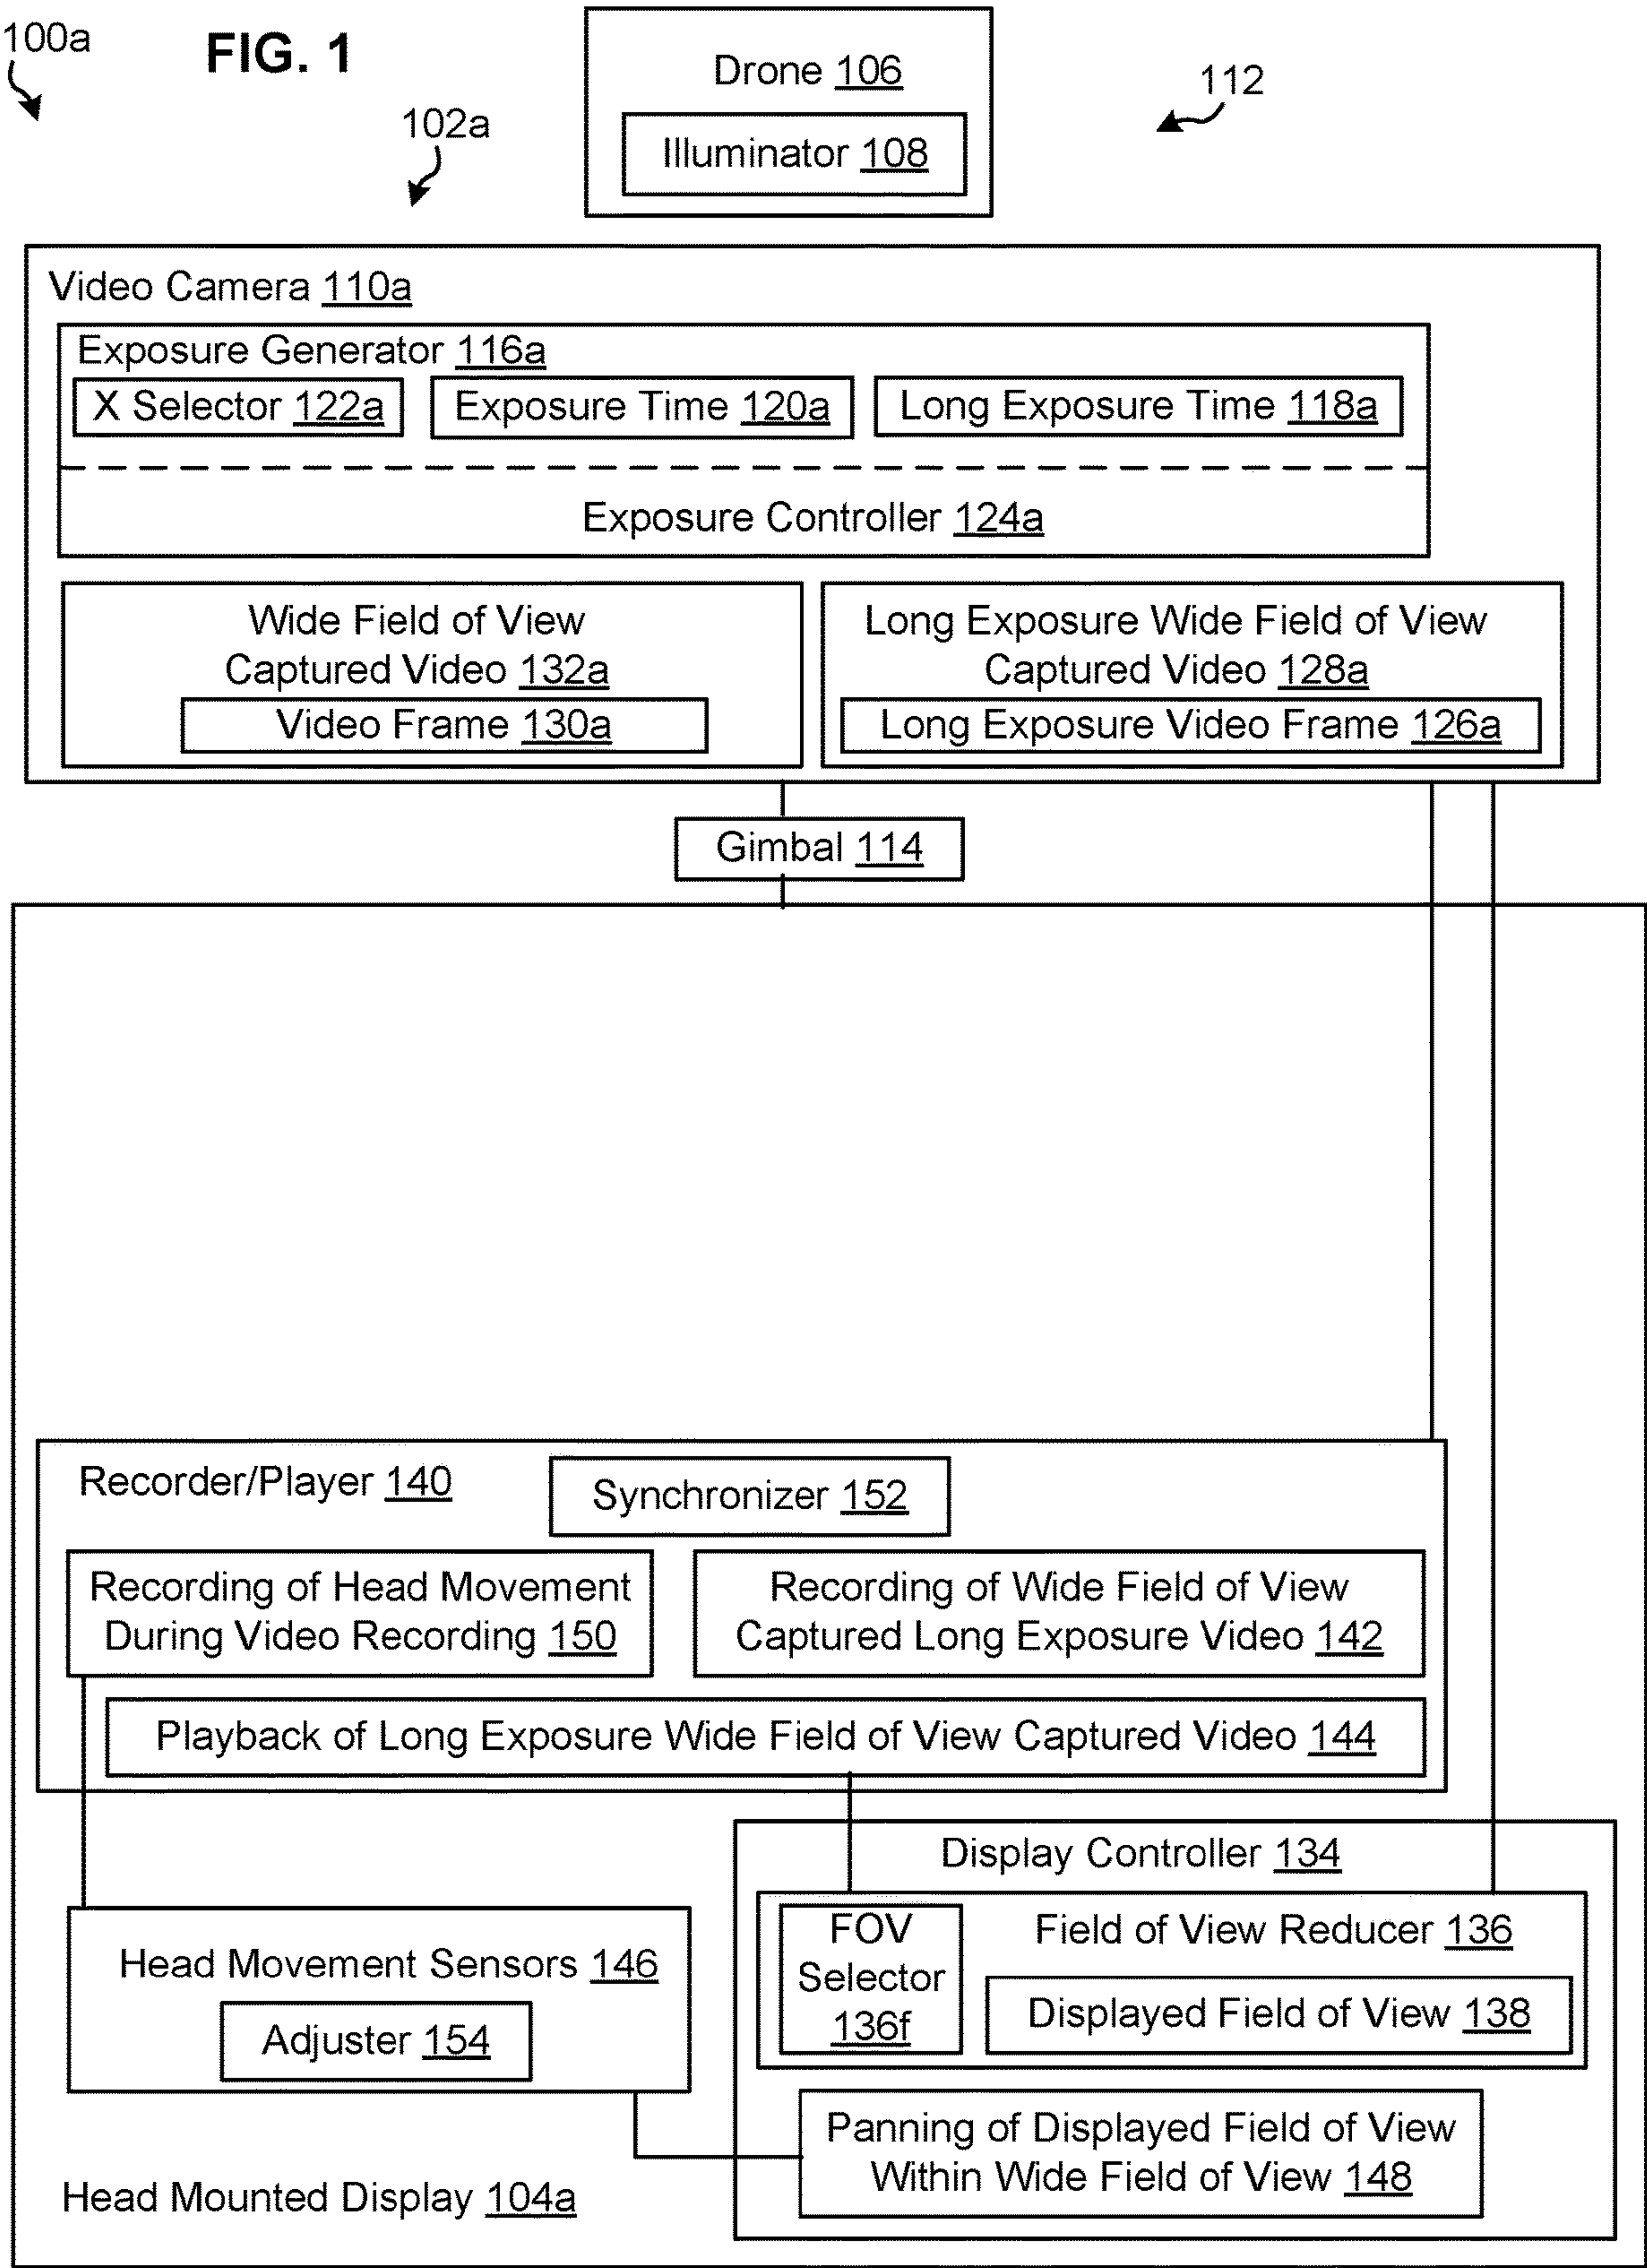 100a
FIG. 1
102a
Drone 106
Illuminator 108
112
Video Camera 110a
Exposure Generator 116a
X Selector 122a
Exposure Time 120a
Long Exposure Time 118a
Exposure Controller 124a
Wide Field of View
Captured Video 132a
Video Frame 130a
Long Exposure Wide Field of View
Captured Video 128a
Long Exposure Video Frame 126a
Gimbal 114
Recorder/Player 140
Synchronizer 152
Recording of Head Movement
During Video Recording 150
Recording of Wide Field of View
Captured Long Exposure Video 142
Playback of Long Exposure Wide Field of View Captured Video 144
Display Controller 134
FOV
Selector
136f
Field of View Reducer 136
Displayed Field of View 138
Head Movement Sensors 146
Adjuster 154
Panning of Displayed Field of View
Within Wide Field of View 148
Head Mounted Display 104a